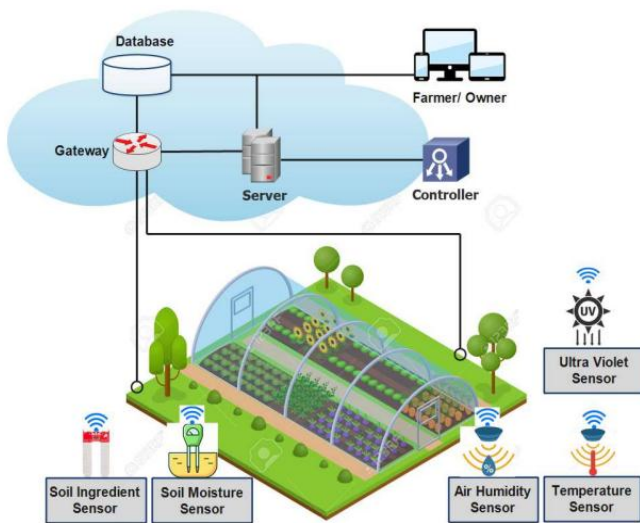 Database
Farmer/ Owner
Gateway
Server
Controller
UV
Ultra Violet
Sensor
%
Soil Ingredient
Sensor
Soil Moisture
Sensor
Air Humidity
Sensor
Temperature
Sensor